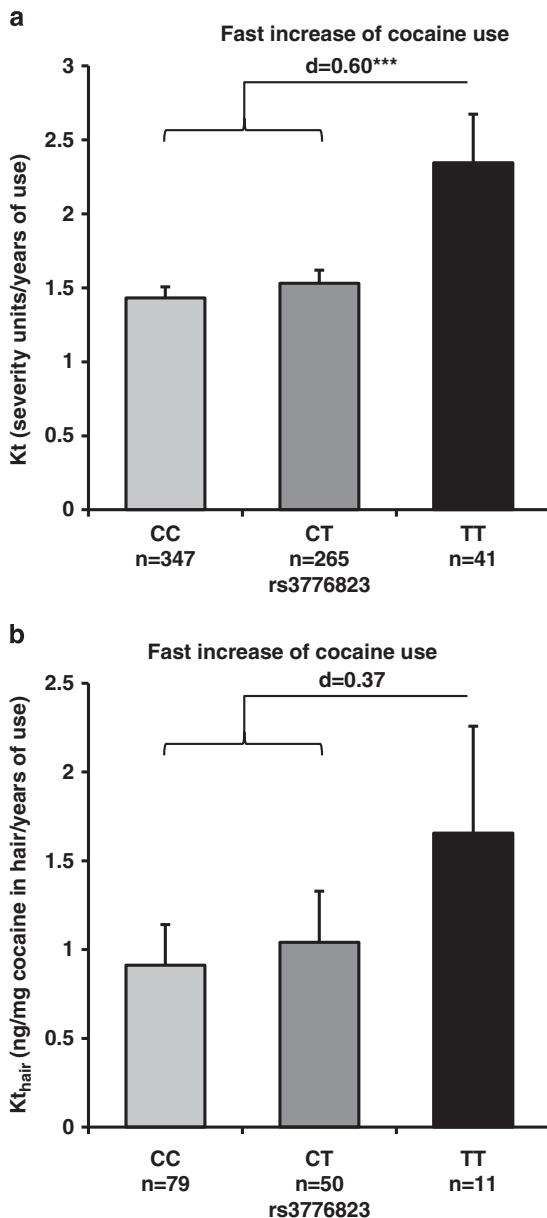 a
Fast increase of cocaine use
d=0.60***
3
2.5
2
1.5
1
0.5
0
Kt (severity units/years of use)
CC CT TT
n=347 n=265 n=41
rs3776823
b
Fast increase of cocaine use
d=0.37
2.5
2
1.5
1
0.5
0
Kthair (ng/mg cocaine in hair/years of use)
CC CT TT
n=79 n=50 n=11
rs3776823